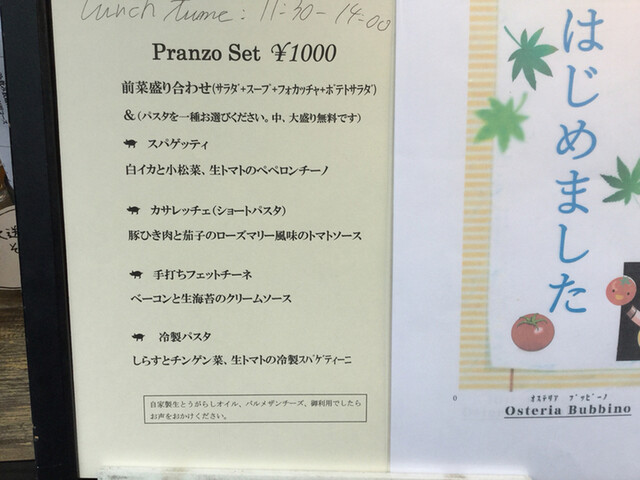 Lunch tume : 11:30 - 14:00
Pranzo Set ¥1000
前菜盛り合わせ(サラダ+スープ+フォカッチャ+ポテトサラダ)
&(パスタを一種お選びください。中、大盛り無料です)
スパゲッティ
白イカと小松菜、生トマトのペペロンチーノ
カサレッチェ(ショートパスタ)
豚ひき肉と茄子のローズマリー風味のトマトソース
手打ちフェットチーネ
ベーコンと生海苔のクリームソース
冷製パスタ
しらすとチンゲン菜、生トマトの冷製スパゲティーニ
自家製生とうがらしオイル、パルメザンチーズ、御利用でしたら
お声をおかけください。
はじめました
0
オステリア ブッビーノ
Osteria Bubbino